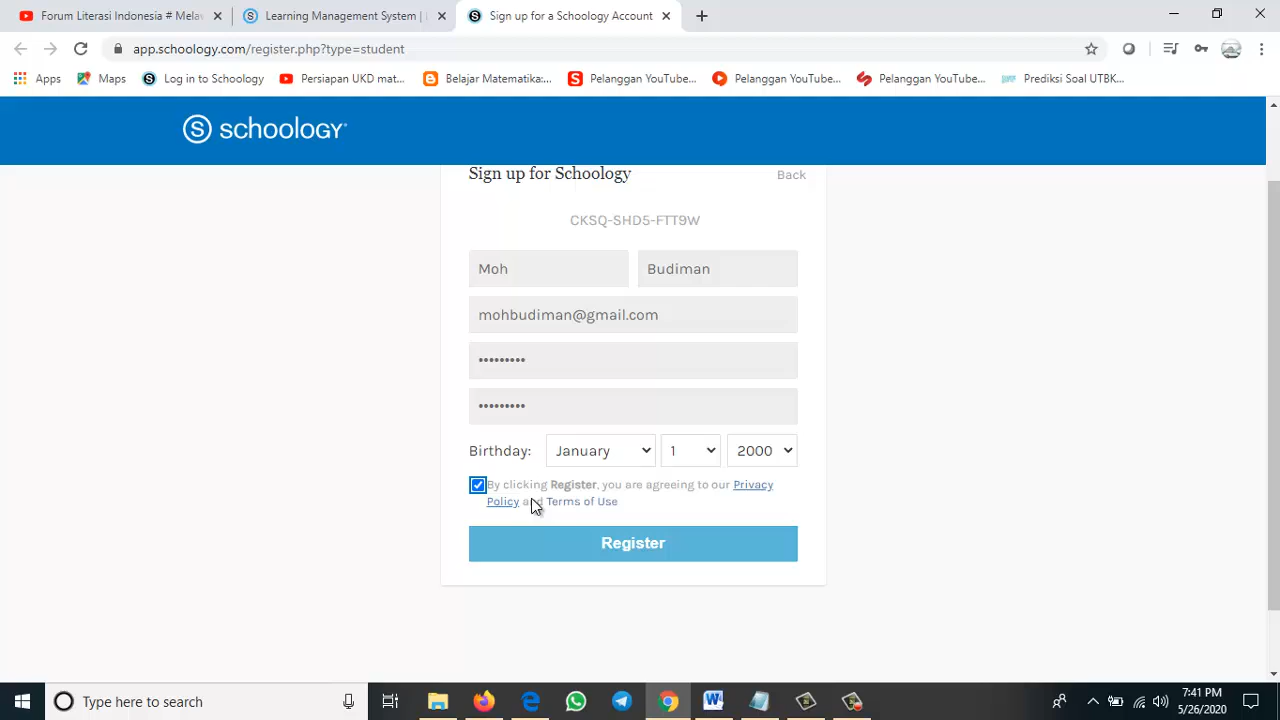 Forum Literasi Indonesia # Mela
Learning Management System |
Sign up for a Schoology Account
app.schoology.com/register.php?type=student
Apps
Maps
Log in to Schoology
Persiapan UKD mat...
Belajar Matematika:...
Pelanggan YouTube...
Pelanggan YouTube...
Pelanggan YouTube...
Prediksi Soal UTBK...
schoology
Sign up for Schoology
Back
CKSQ-SHD5-FTT9W
Moh
Budiman
mohbudiman@gmail.com
•••••••••
•••••••••
Birthday:
January
1
2000
By clicking Register, you are agreeing to our Privacy
Policy and Terms of Use
Register
Type here to search
7:41 PM
5/26/2020